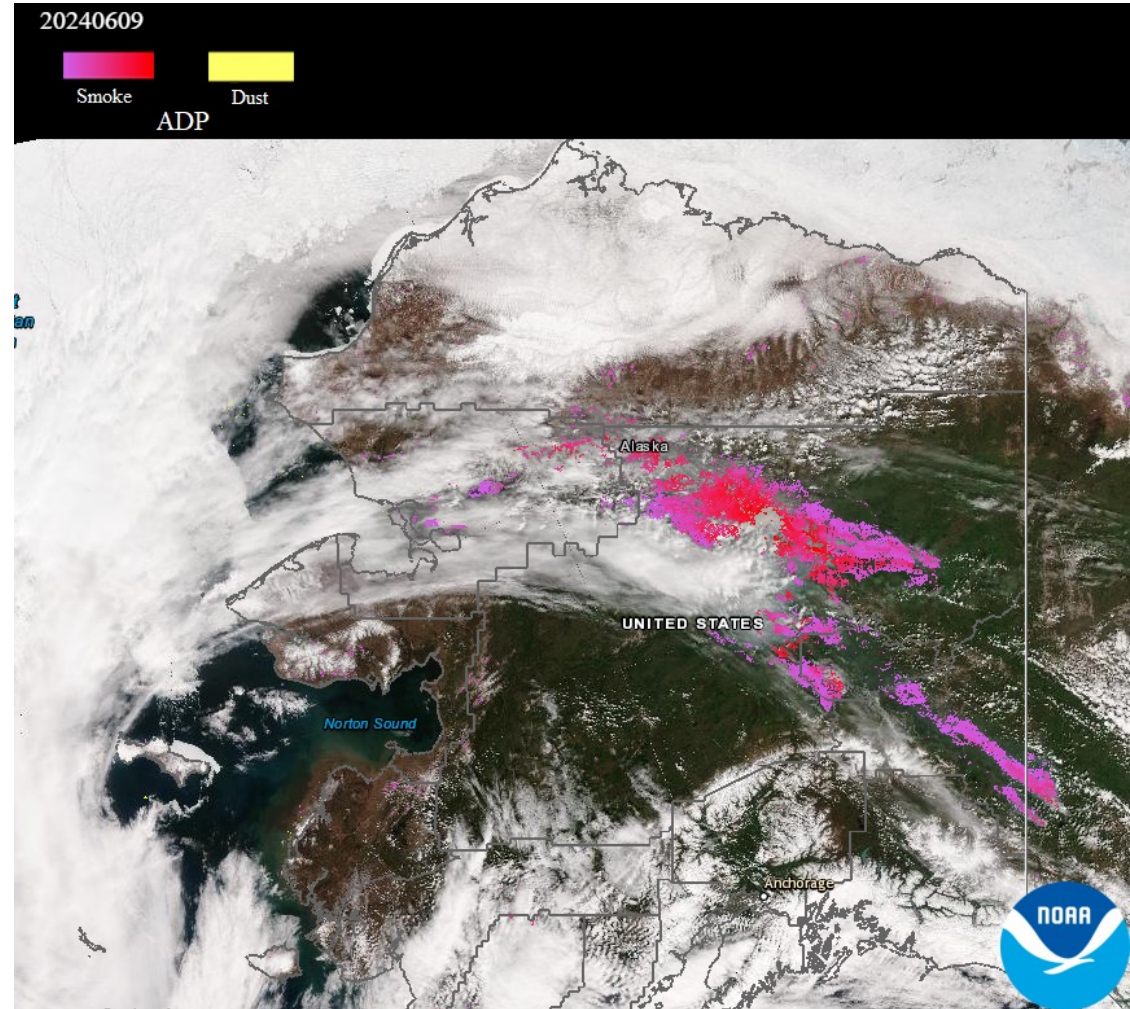 20240609
Smoke
Dust
ADP
Alaska
UNITED STATES
Norton Sound
Anchorage
NOAA